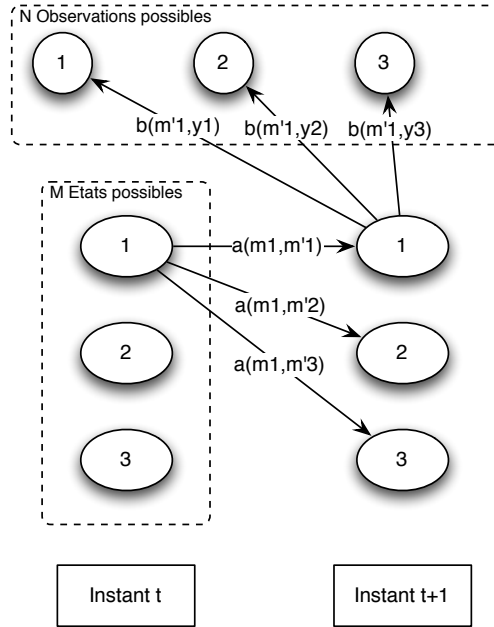 N Observations possibles
1
2
3
b(m'1,y1)
b(m'1,y2)
b(m'1,y3)
M Etats possibles
1
a(m1,m'1)
1
a(m1,m'2)
2
2
a(m1,m'3)
3
3
Instant t
Instant t+1